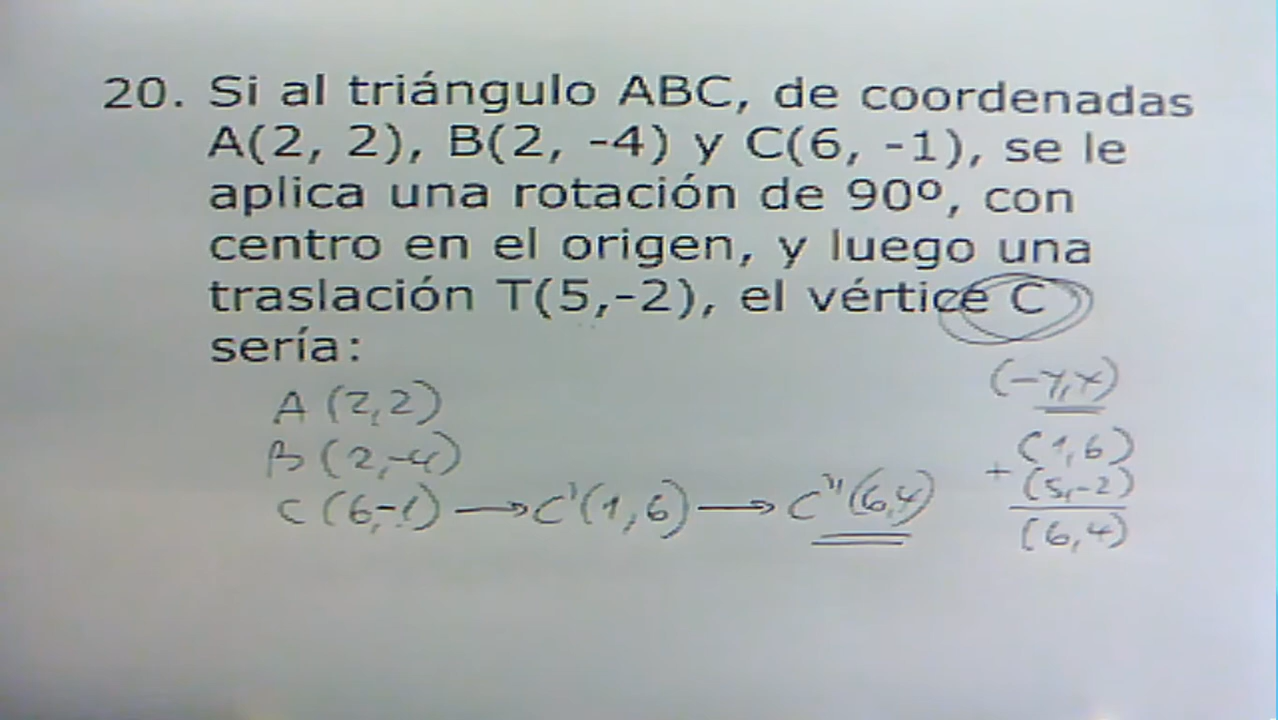 20. Si al triángulo ABC, de coordenadas
A(2, 2), B(2, -4) y C(6, -1), se le
aplica una rotación de 90º, con
centro en el origen, y luego una
traslación T(5,-2), el vértice C
sería:
(-y,x)
A (2,2)
B (2,-4)
C (6,-1) → C'(1,6) → C''(6,4)
(1,6)
+ (5,-2)
(6,4)